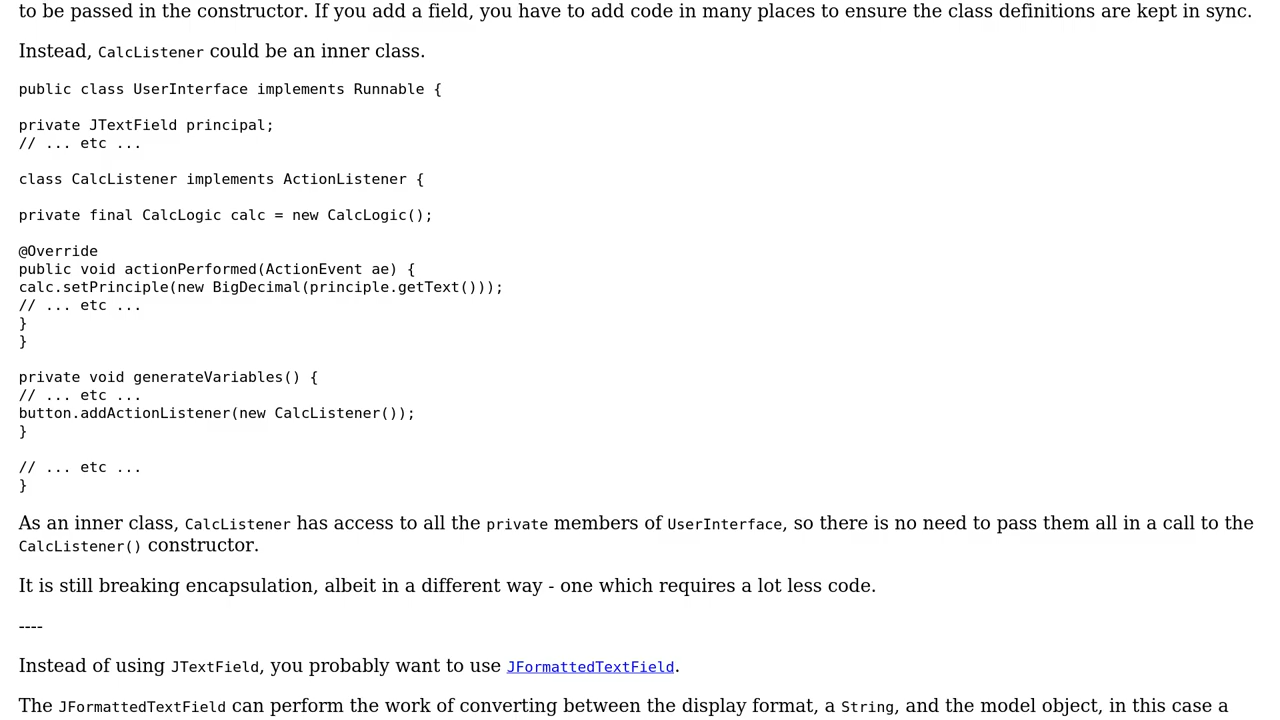 to be passed in the constructor. If you add a field, you have to add code in many places to ensure the class definitions are kept in sync.
Instead, CalcListener could be an inner class.
public class UserInterface implements Runnable {
private JTextField principal;
// ... etc ...
class CalcListener implements ActionListener {
private final CalcLogic calc = new CalcLogic();
@Override
public void actionPerformed(ActionEvent ae) {
calc.setPrinciple(new BigDecimal(principle.getText()));
// ... etc ...
}
}
private void generateVariables() {
// ... etc ...
button.addActionListener(new CalcListener());
}
// ... etc ...
}
As an inner class, CalcListener has access to all the private members of UserInterface, so there is no need to pass them all in a call to the
CalcListener() constructor.
It is still breaking encapsulation, albeit in a different way - one which requires a lot less code.
----
Instead of using JTextField, you probably want to use JFormattedTextField.
The JFormattedTextField can perform the work of converting between the display format, a String, and the model object, in this case a